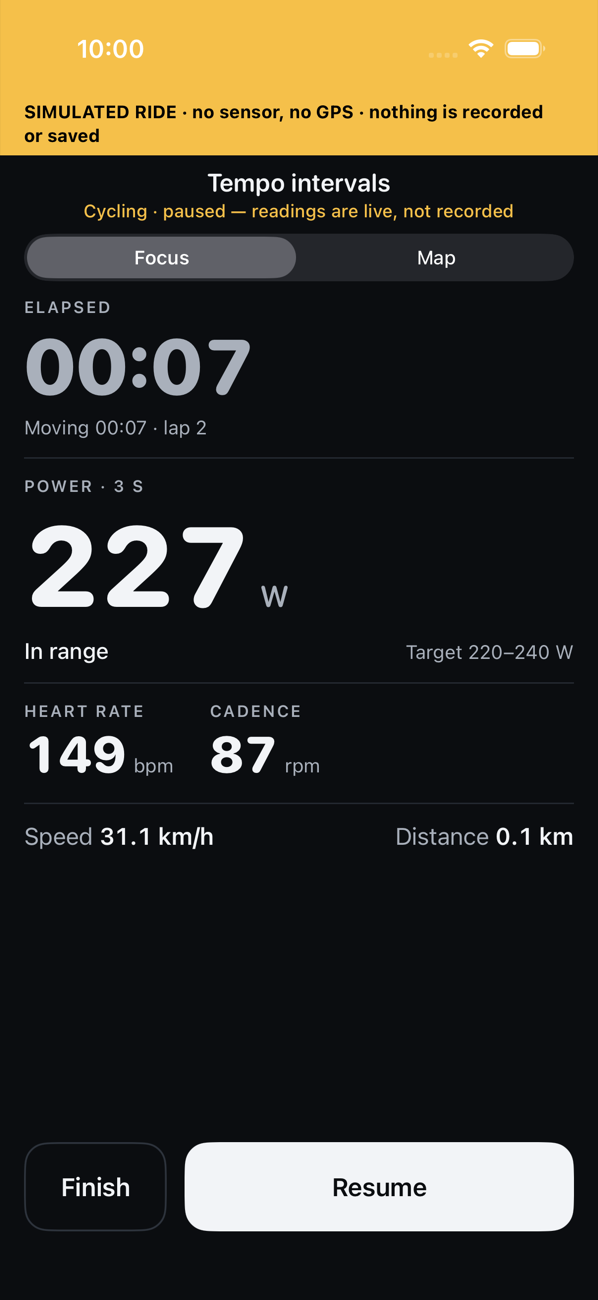 10:00
SIMULATED RIDE · no sensor, no GPS · nothing is recorded
or saved
Tempo intervals
Cycling · paused — readings are live, not recorded
Focus Map
ELAPSED
00:07
Moving 00:07 · lap 2
POWER · 3 S
227 W
In range Target 220–240 W
HEART RATE CADENCE
149 bpm 87 rpm
Speed 31.1 km/h Distance 0.1 km
Finish Resume